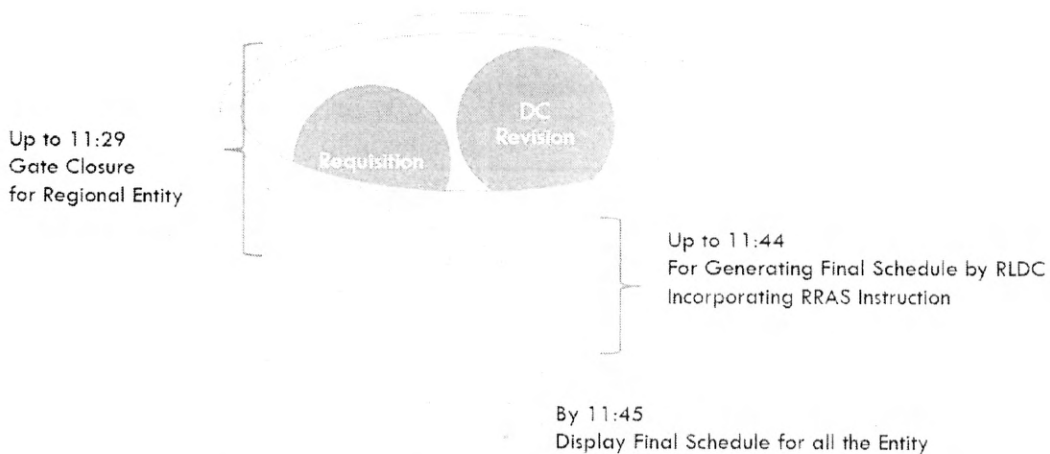 DC
Revision
Requisition
Up to 11:29
Gate Closure
for Regional Entity
Up to 11:44
For Generating Final Schedule by RLDC
Incorporating RRAS Instruction
By 11:45
Display Final Schedule for all the Entity